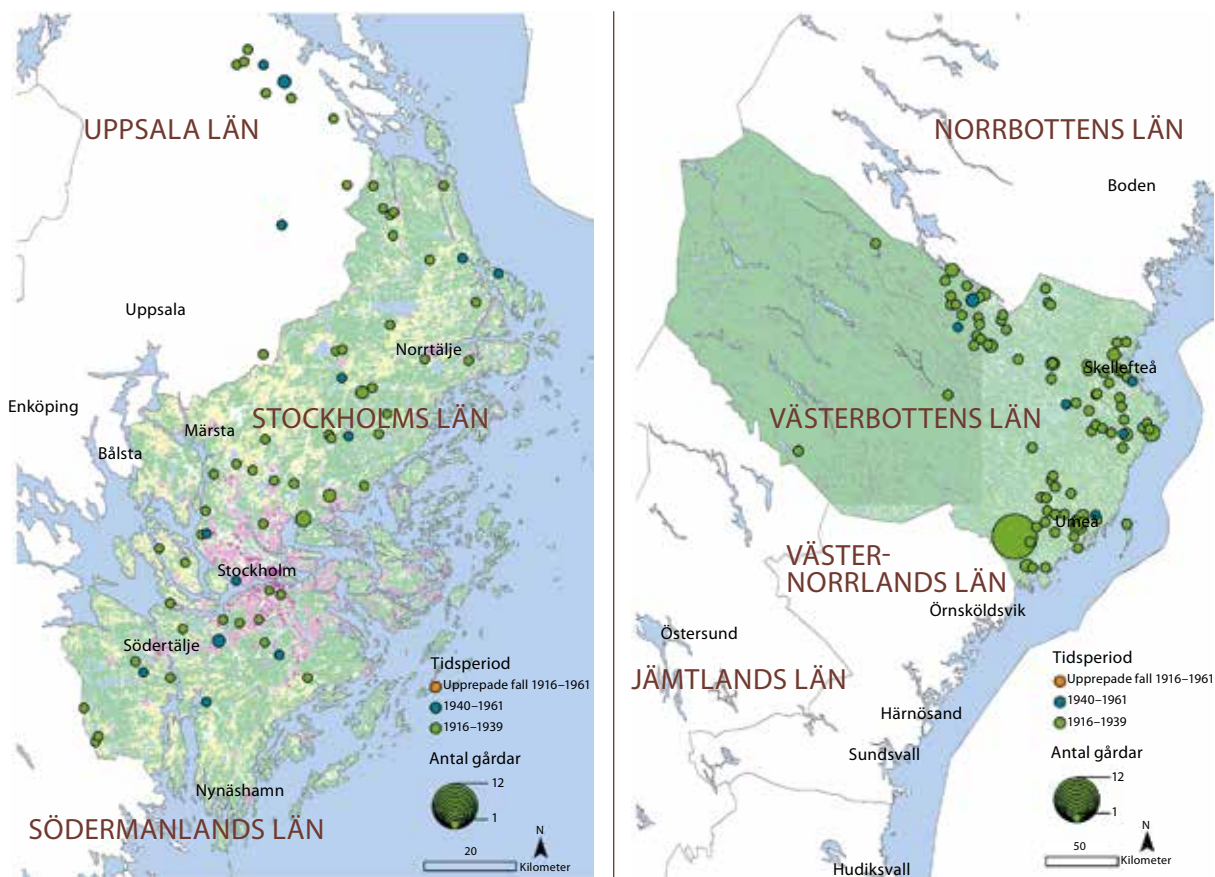 UPPSALA LÄN
Uppsala
Norrtälje
Enköping
STOCKHOLMS LÄN
Märsta
Bålsta
Stockholm
Södertälje
Nynäshamn
SÖDERMANLANDS LÄN
Tidsperiod
Upprepade fall 1916–1961
1940–1961
1916–1939
Antal gårdar
12
1
N
20
Kilometer
NORRBOTTENS LÄN
Boden
Skellefteå
VÄSTERBOTTENS LÄN
Umeå
VÄSTER-
NORRLANDS LÄN
Örnsköldsvik
Östersund
JÄMTLANDS LÄN
Härnösand
Sundsvall
Hudiksvall
Tidsperiod
Upprepade fall 1916–1961
1940–1961
1916–1939
Antal gårdar
12
1
N
50
Kilometer